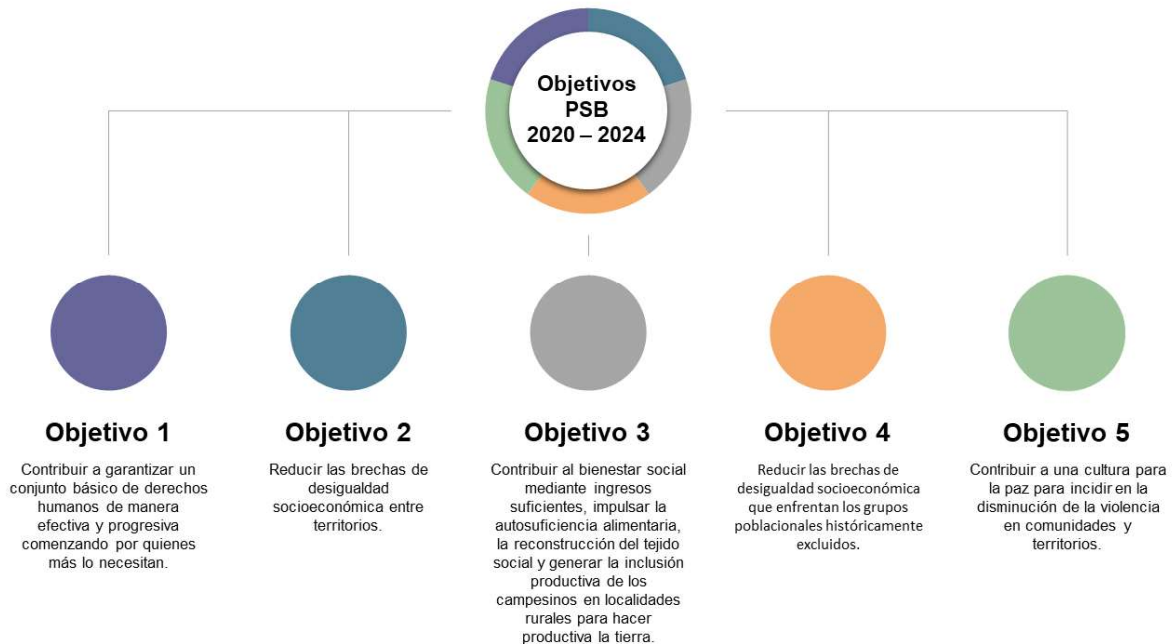 Objetivos
PSB
2020 – 2024
Objetivo 1
Contribuir a garantizar un
conjunto básico de derechos
humanos de manera
efectiva y progresiva
comenzando por quienes
más lo necesitan.
Objetivo 2
Reducir las brechas de
desigualdad
socioeconómica entre
territorios.
Objetivo 3
Contribuir al bienestar social
mediante ingresos
suficientes, impulsar la
autosuficiencia alimentaria,
la reconstrucción del tejido
social y generar la inclusión
productiva de los
campesinos en localidades
rurales para hacer
productiva la tierra.
Objetivo 4
Reducir las brechas de
desigualdad socioeconómica
que enfrentan los grupos
poblacionales históricamente
excluidos.
Objetivo 5
Contribuir a una cultura para
la paz para incidir en la
disminución de la violencia
en comunidades y
territorios.